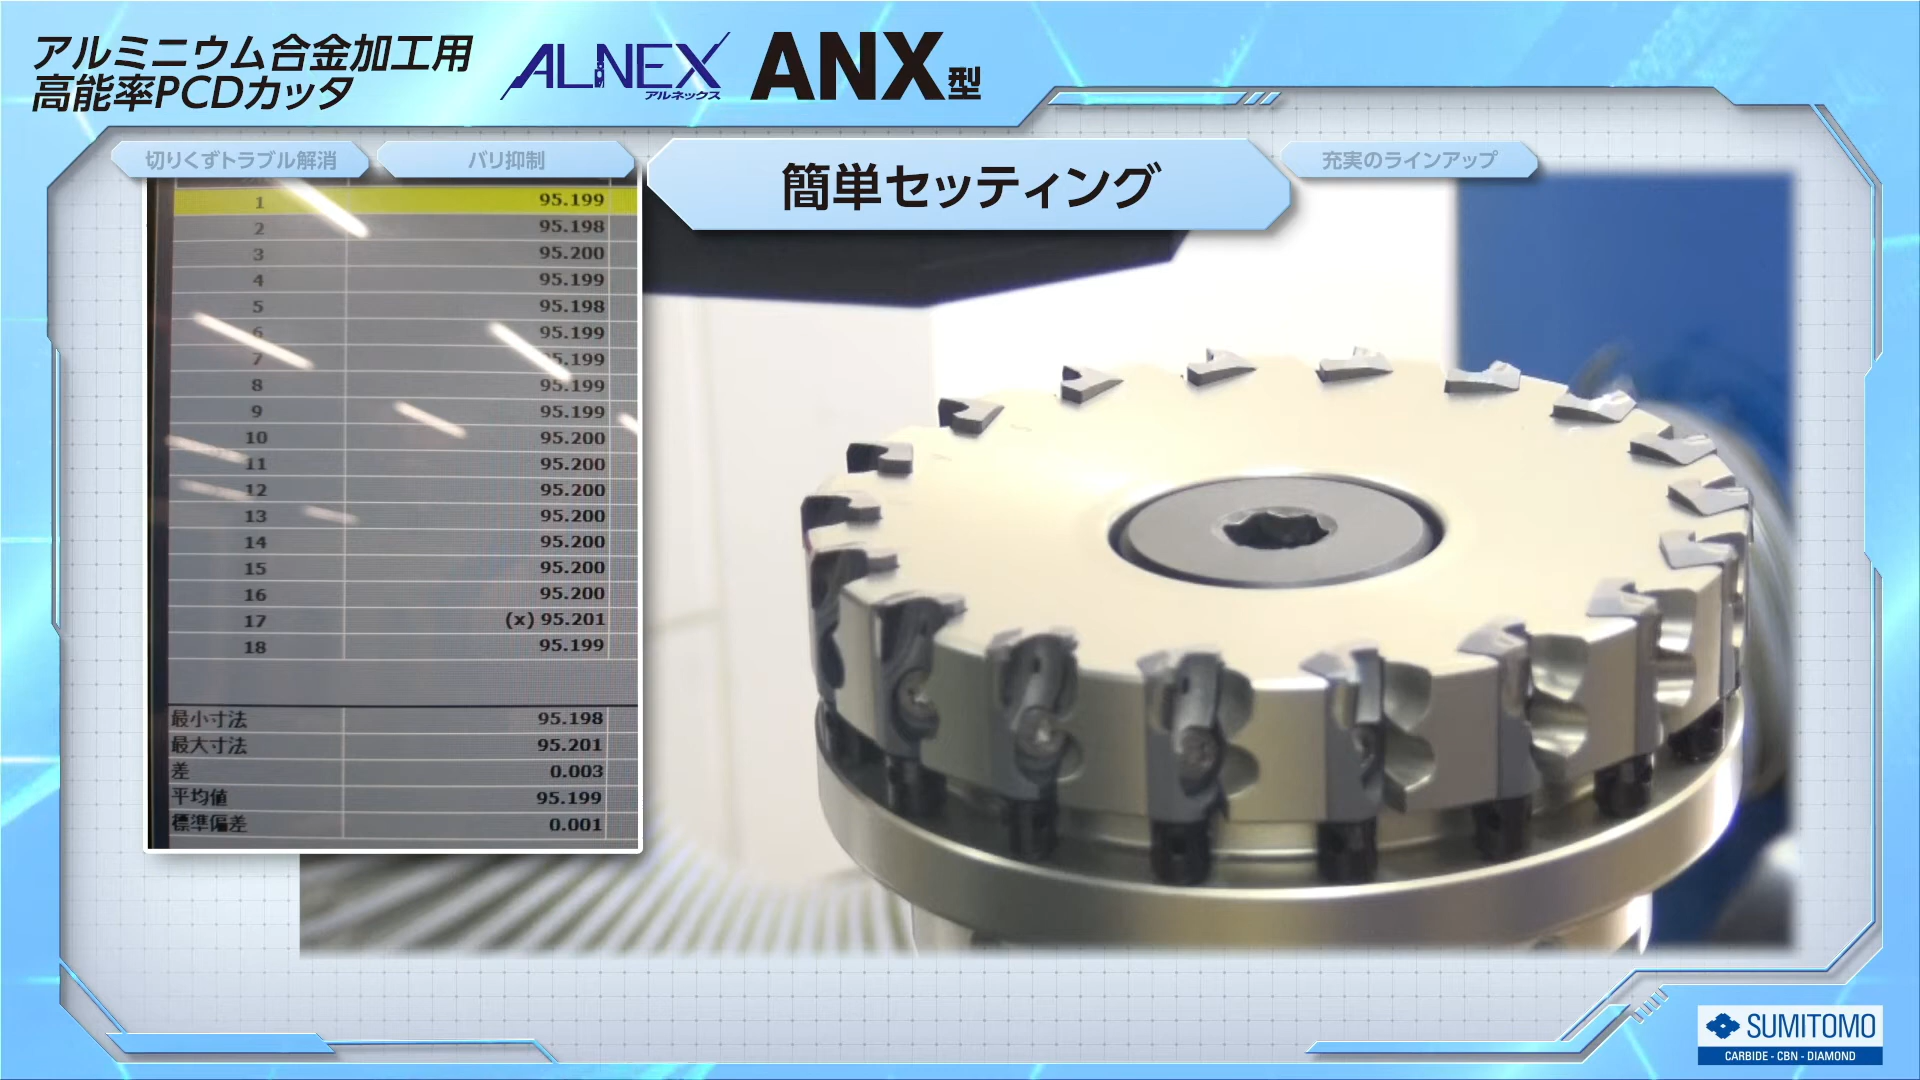 アルミニウム合金加工用
高能率PCDカッタ
ALNEX
アルネックス
ANX型
切りくずトラブル解消
バリ抑制
簡単セッティング
充実のラインアップ
1 95.199
2 95.198
3 95.200
4 95.199
5 95.198
6 95.199
7 95.199
8 95.199
9 95.199
10 95.200
11 95.200
12 95.200
13 95.200
14 95.200
15 95.200
16 95.200
17 (x) 95.201
18 95.199
最小寸法 95.198
最大寸法 95.201
差 0.003
平均値 95.199
標準偏差 0.001
SUMITOMO
CARBIDE - CBN - DIAMOND